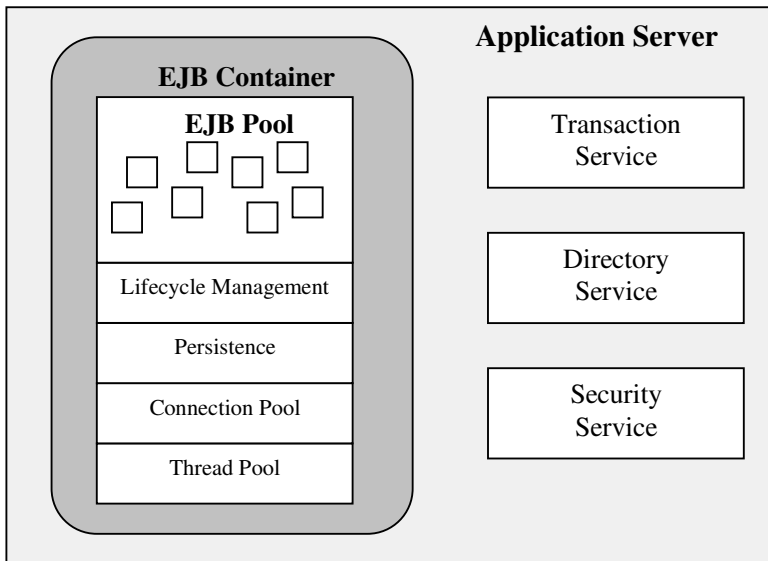 Application Server
EJB Container
EJB Pool
Lifecycle Management
Persistence
Connection Pool
Thread Pool
Transaction
Service
Directory
Service
Security
Service